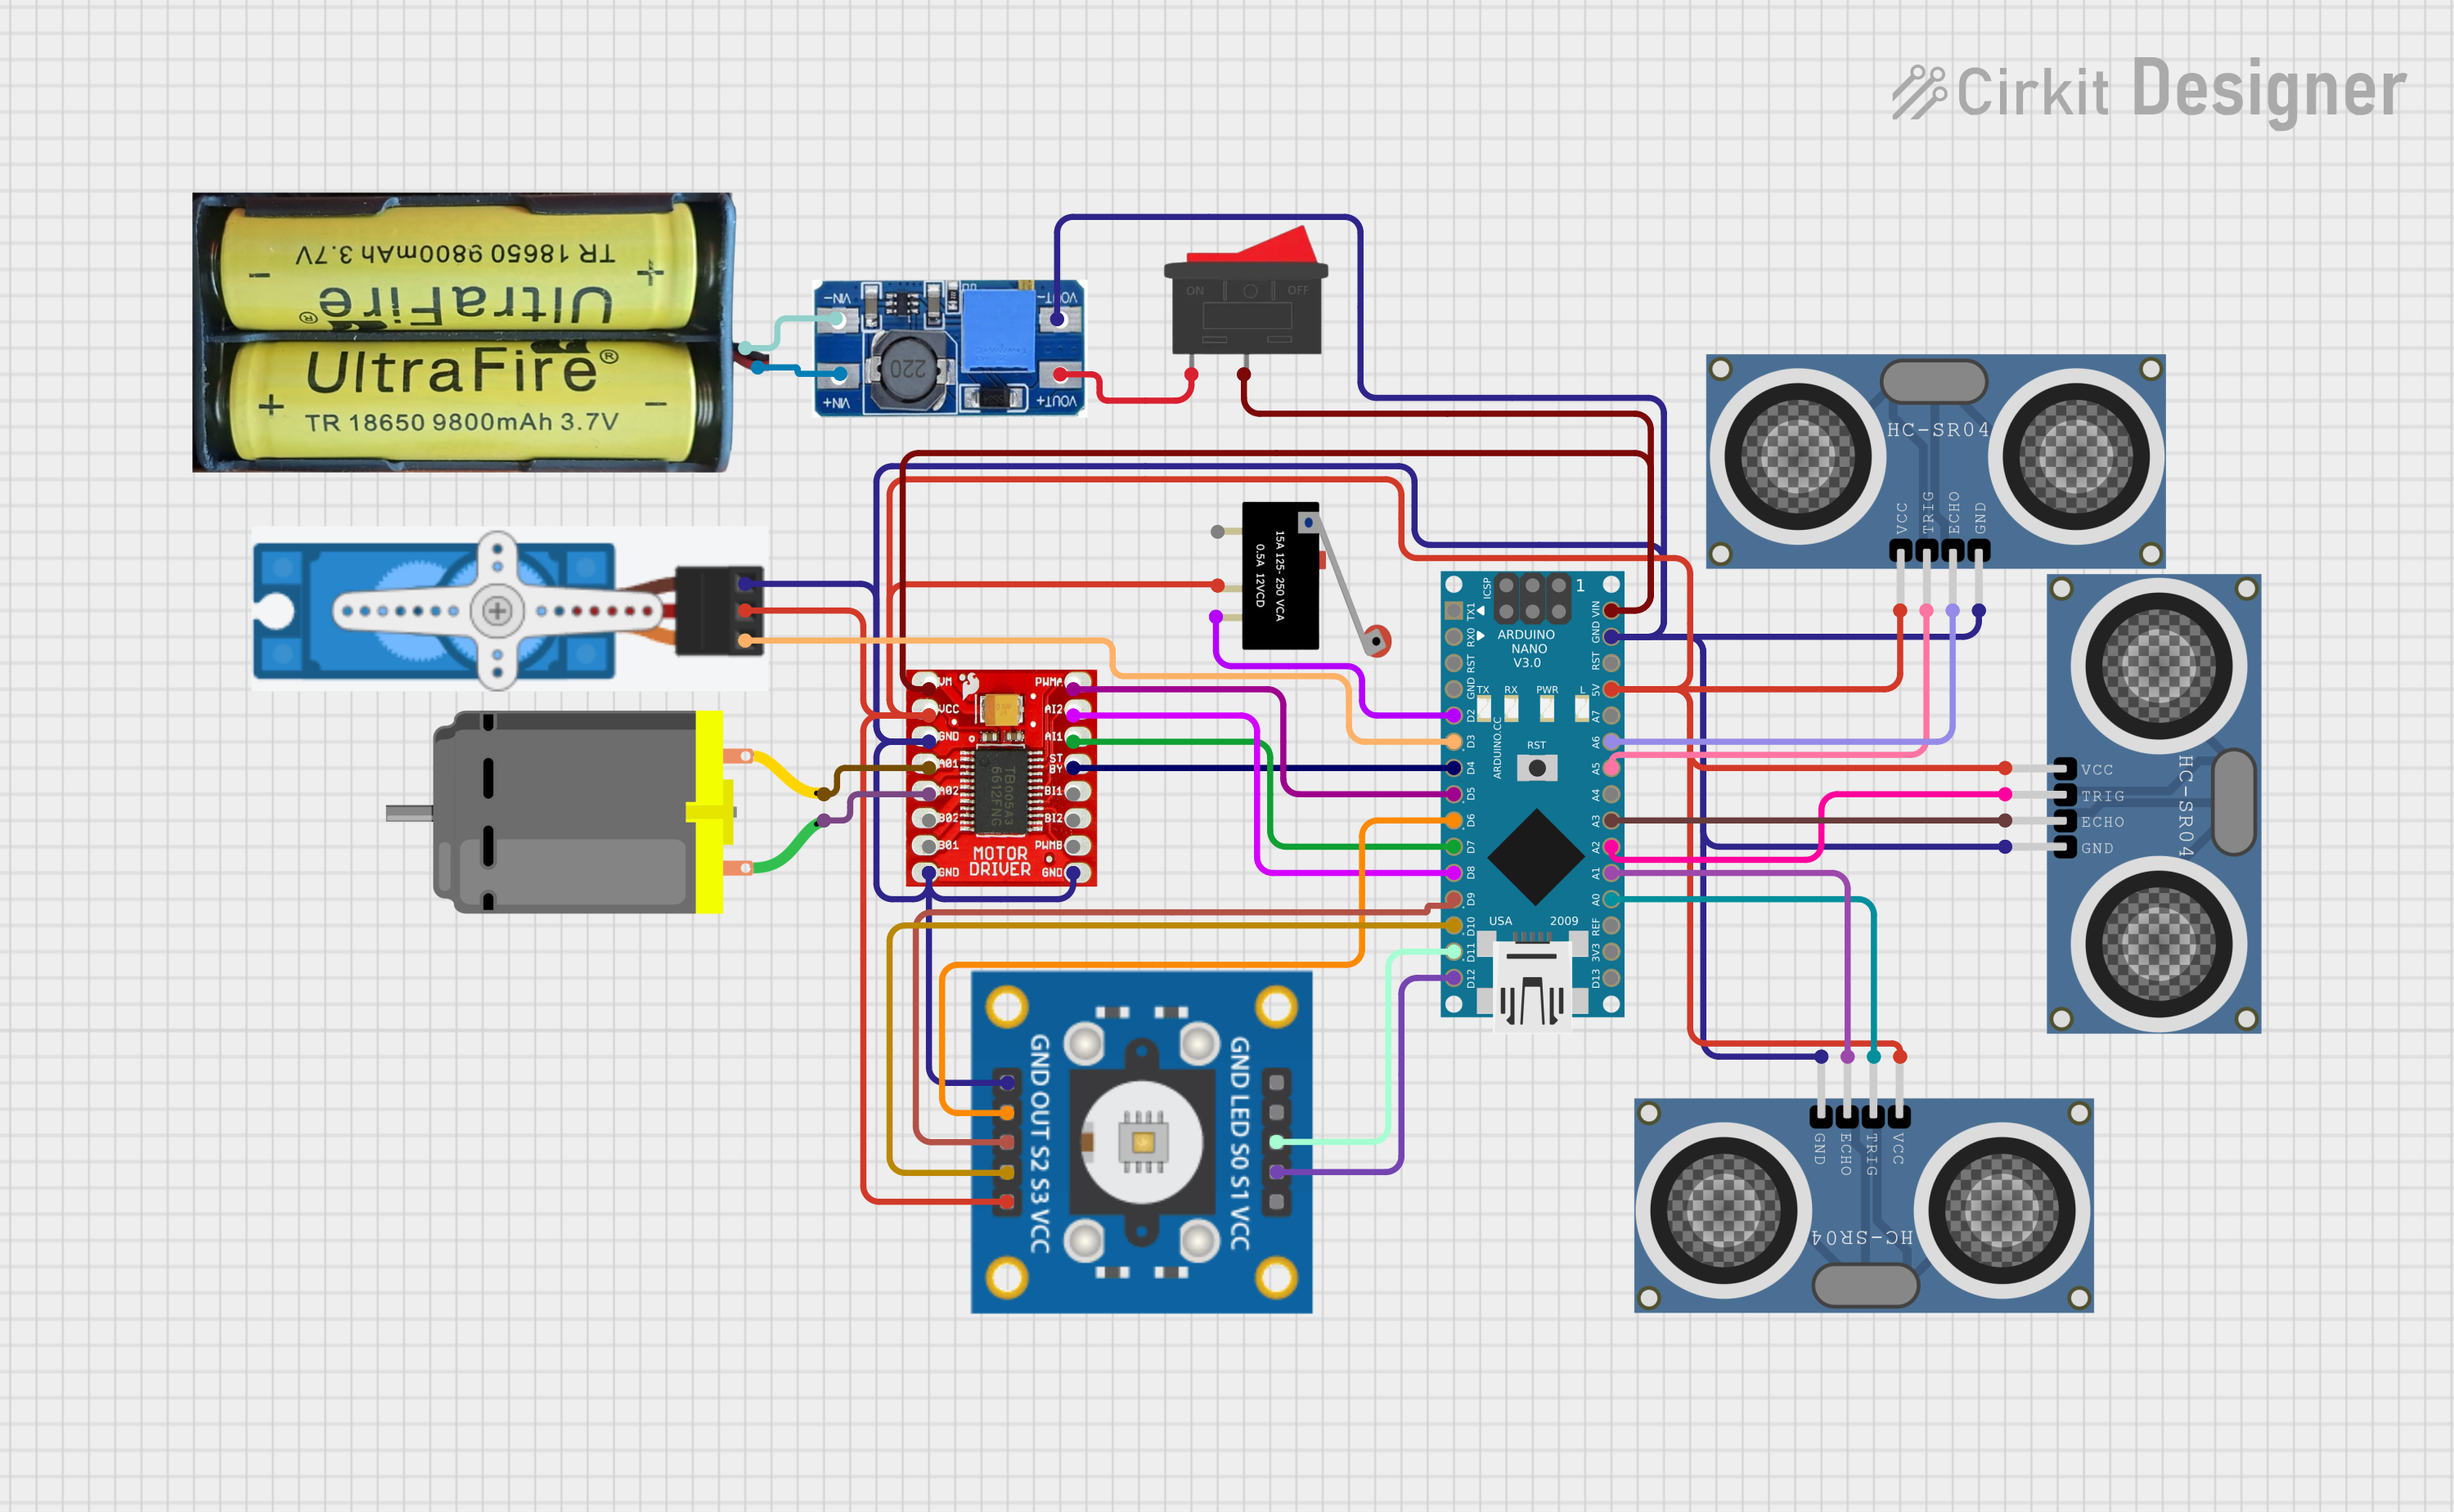 Cirkit Designer
TR 18650 9800mAh 3.7V
UltraFire®
UltraFire®
TR 18650 9800mAh 3.7V
VIN-
VIN+
220
VOUT-
VOUT+
ON
OFF
15A 125- 250 VCA
0.5A 12VCD
HC-SR04
VCC
TRIG
ECHO
GND
ICSP
1
ARDUINO
NANO
V3.0
TX RX PWR L
ARDUINO.CC
RST
USA 2009
TX1
RX0
RST
GND
D2
D3
D4
D5
D6
D7
D8
D9
D10
D11
D12
VIN
GND
RST
5V
A7
A6
A5
A4
A3
A2
A1
A0
REF
3V3
D13
VM
VCC
GND
A01
A02
B02
B01
GND
PWMA
AI2
AI1
ST
BY
BI1
BI2
PWMB
GND
MOTOR
DRIVER
VCC
TRIG
ECHO
GND
HC-SR04
GND OUT S2 S3 VCC
GND LED S0 S1 VCC
GND
ECHO
TRIG
VCC
HC-SR04